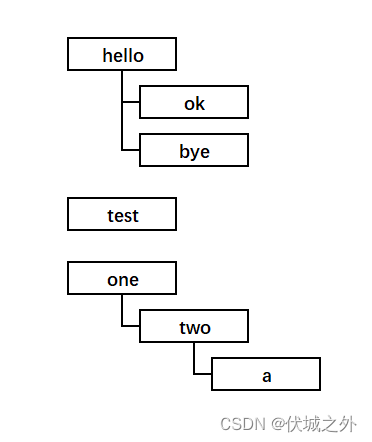 hello
ok
bye
test
one
two
a
CSDN @伏城之外